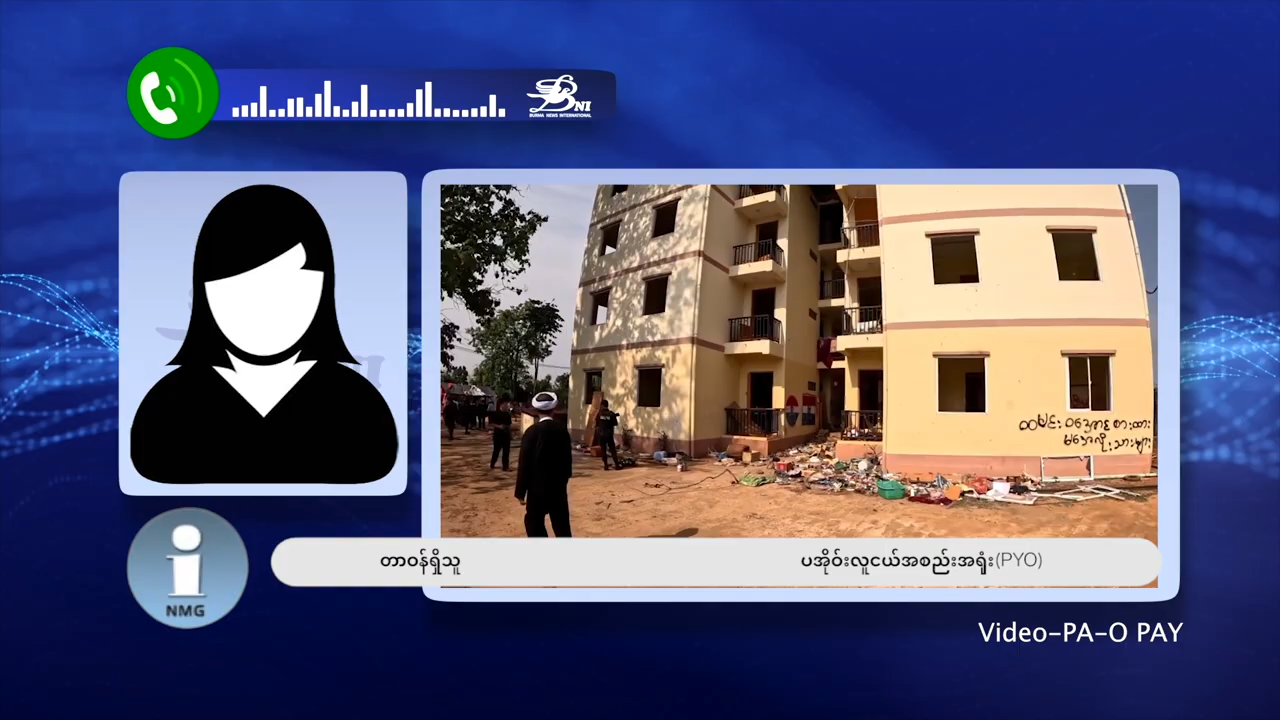 BNI
BURMA NEWS INTERNATIONAL
NMG
တာဝန်ရှိသူ
ပအိုဝ်းလူငယ်အစည်းအရုံး(PYO)
Video-PA-O PAY